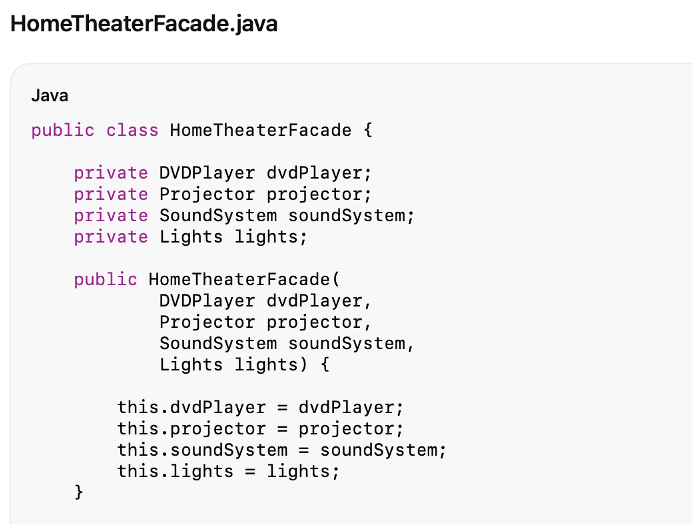 HomeTheaterFacade.java
Java
public class HomeTheaterFacade {
private DVDPlayer dvdPlayer;
private Projector projector;
private SoundSystem soundSystem;
private Lights lights;
public HomeTheaterFacade(
DVDPlayer dvdPlayer,
Projector projector,
SoundSystem soundSystem,
Lights lights) {
this.dvdPlayer = dvdPlayer;
this.projector = projector;
this.soundSystem = soundSystem;
this.lights = lights;
}